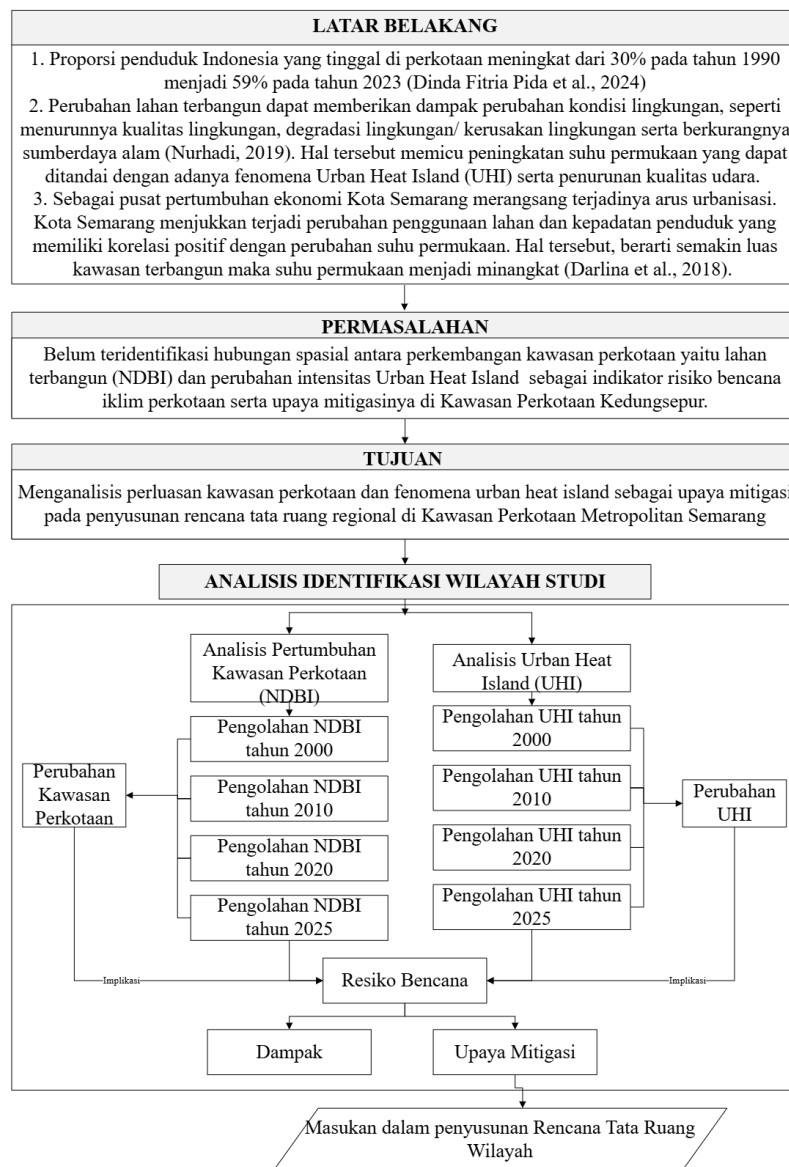 LATAR BELAKANG
1. Proporsi penduduk Indonesia yang tinggal di perkotaan meningkat dari 30% pada tahun 1990
menjadi 59% pada tahun 2023 (Dinda Fitria Pida et al., 2024)
2. Perubahan lahan terbangun dapat memberikan dampak perubahan kondisi lingkungan, seperti
menurunnya kualitas lingkungan, degradasi lingkungan/ kerusakan lingkungan serta berkurangnya
sumberdaya alam (Nurhadi, 2019). Hal tersebut memicu peningkatan suhu permukaan yang dapat
ditandai dengan adanya fenomena Urban Heat Island (UHI) serta penurunan kualitas udara.
3. Sebagai pusat pertumbuhan ekonomi Kota Semarang merangsang terjadinya arus urbanisasi.
Kota Semarang menjukkan terjadi perubahan penggunaan lahan dan kepadatan penduduk yang
memiliki korelasi positif dengan perubahan suhu permukaan. Hal tersebut, berarti semakin luas
kawasan terbangun maka suhu permukaan menjadi minangkat (Darlina et al., 2018).
PERMASALAHAN
Belum teridentifikasi hubungan spasial antara perkembangan kawasan perkotaan yaitu lahan
terbangun (NDBI) dan perubahan intensitas Urban Heat Island sebagai indikator risiko bencana
iklim perkotaan serta upaya mitigasinya di Kawasan Perkotaan Kedungsepur.
TUJUAN
Menganalisis perluasan kawasan perkotaan dan fenomena urban heat island sebagai upaya mitigasi
pada penyusunan rencana tata ruang regional di Kawasan Perkotaan Metropolitan Semarang
ANALISIS IDENTIFIKASI WILAYAH STUDI
Analisis Pertumbuhan
Kawasan Perkotaan
(NDBI)
Analisis Urban Heat
Island (UHI)
Pengolahan NDBI
tahun 2000
Pengolahan NDBI
tahun 2010
Pengolahan NDBI
tahun 2020
Pengolahan NDBI
tahun 2025
Perubahan
Kawasan
Perkotaan
Pengolahan UHI tahun
2000
Pengolahan UHI tahun
2010
Pengolahan UHI tahun
2020
Pengolahan UHI tahun
2025
Perubahan
UHI
Implikasi
Resiko Bencana
Implikasi
Dampak
Upaya Mitigasi
Masukan dalam penyusunan Rencana Tata Ruang
Wilayah